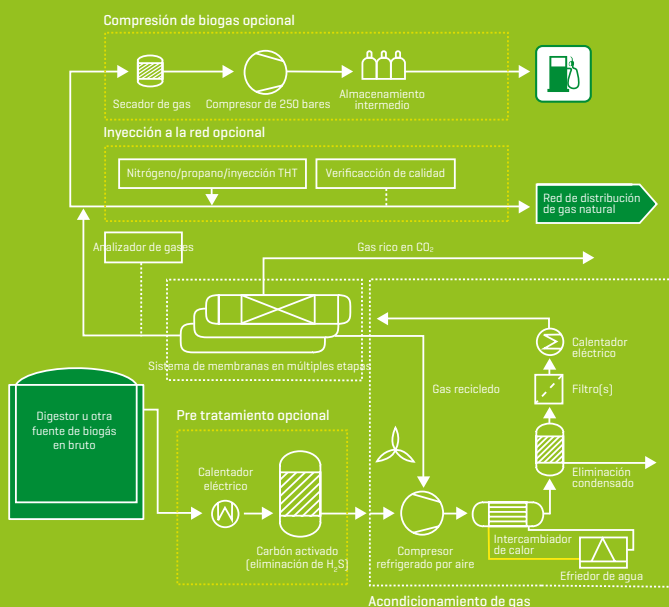 Compresión de biogas opcional
Secador de gas
Compresor de 250 bares
Almacenamiento
intermedio
Inyección a la red opcional
Nitrógeno/propano/inyección THT
Verificacción de calidad
Red de distribución
de gas natural
Analizador de gases
Gas rico en CO₂
Sistema de membranas en múltiples etapas
Calentador
eléctrico
Gas recicledo
Filtro(s)
Digestor u otra
fuente de biogás
en bruto
Pre tratamiento opcional
Calentador
eléctrico
Eliminación
condensado
Carbón activado
(eliminación de H₂S)
Compresor
refrigerado por aire
Intercambiador
de calor
Efriedor de agua
Acondicionamiento de gas